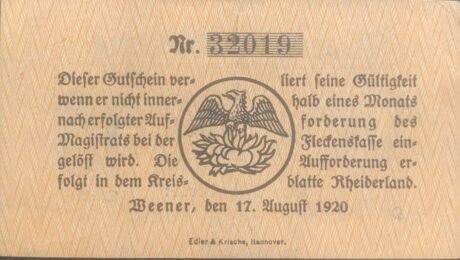 Nr. 32019
Dieser Gutschein ver= liert seine Gültigkeit
wenn er nicht inner= halb eines Monats
nach erfolgter Auf= forderung des
Magistrats bei der Fleckenskasse ein=
gelöst wird. Die Aufforderung er=
folgt in dem Kreis= blatte Rheiderland.
Weener, den 17. August 1920
Edler & Krische, Hannover.